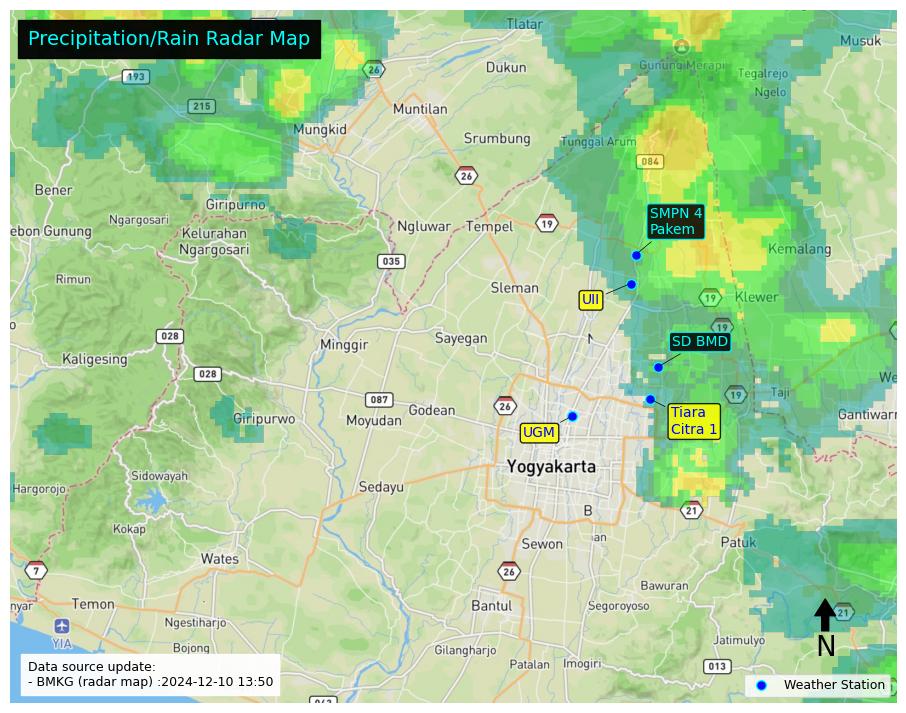 Precipitation/Rain Radar Map
Tlatar
Musuk
26
Dukun
Gunung Merapi
193
Tegalrejo
Ngelo
215
Muntilan
Mungkid
Srumbung
Tunggal Arum
084
26
Bener
Giripurno
SMPN 4
Pakem
Ngargosari
Ngluwar
Tempel
19
ebon Gunung
Kelurahan
Ngargosari
Kemalang
035
Rimun
Sleman
UII
19
Klewer
19
028
Minggir
Sayegan
N
SD BMD
Kaligesing
028
We
087
26
19
Godean
Tiara
Citra 1
Giripurwo
Moyudan
Gantiwarn
UGM
Yogyakarta
Sidowayah
Hargorojo
Sedayu
B
21
Kokap
an
Sewon
Patuk
Wates
7
26
Bawuran
nyar
Temon
Bantul
Segoroyoso
21
Ngestiharjo
YIA
N
Jatimulyo
Bojong
Gilangharjo
Patalan
Imogiri
013
Data source update:
- BMKG (radar map) :2024-12-10 13:50
Weather Station